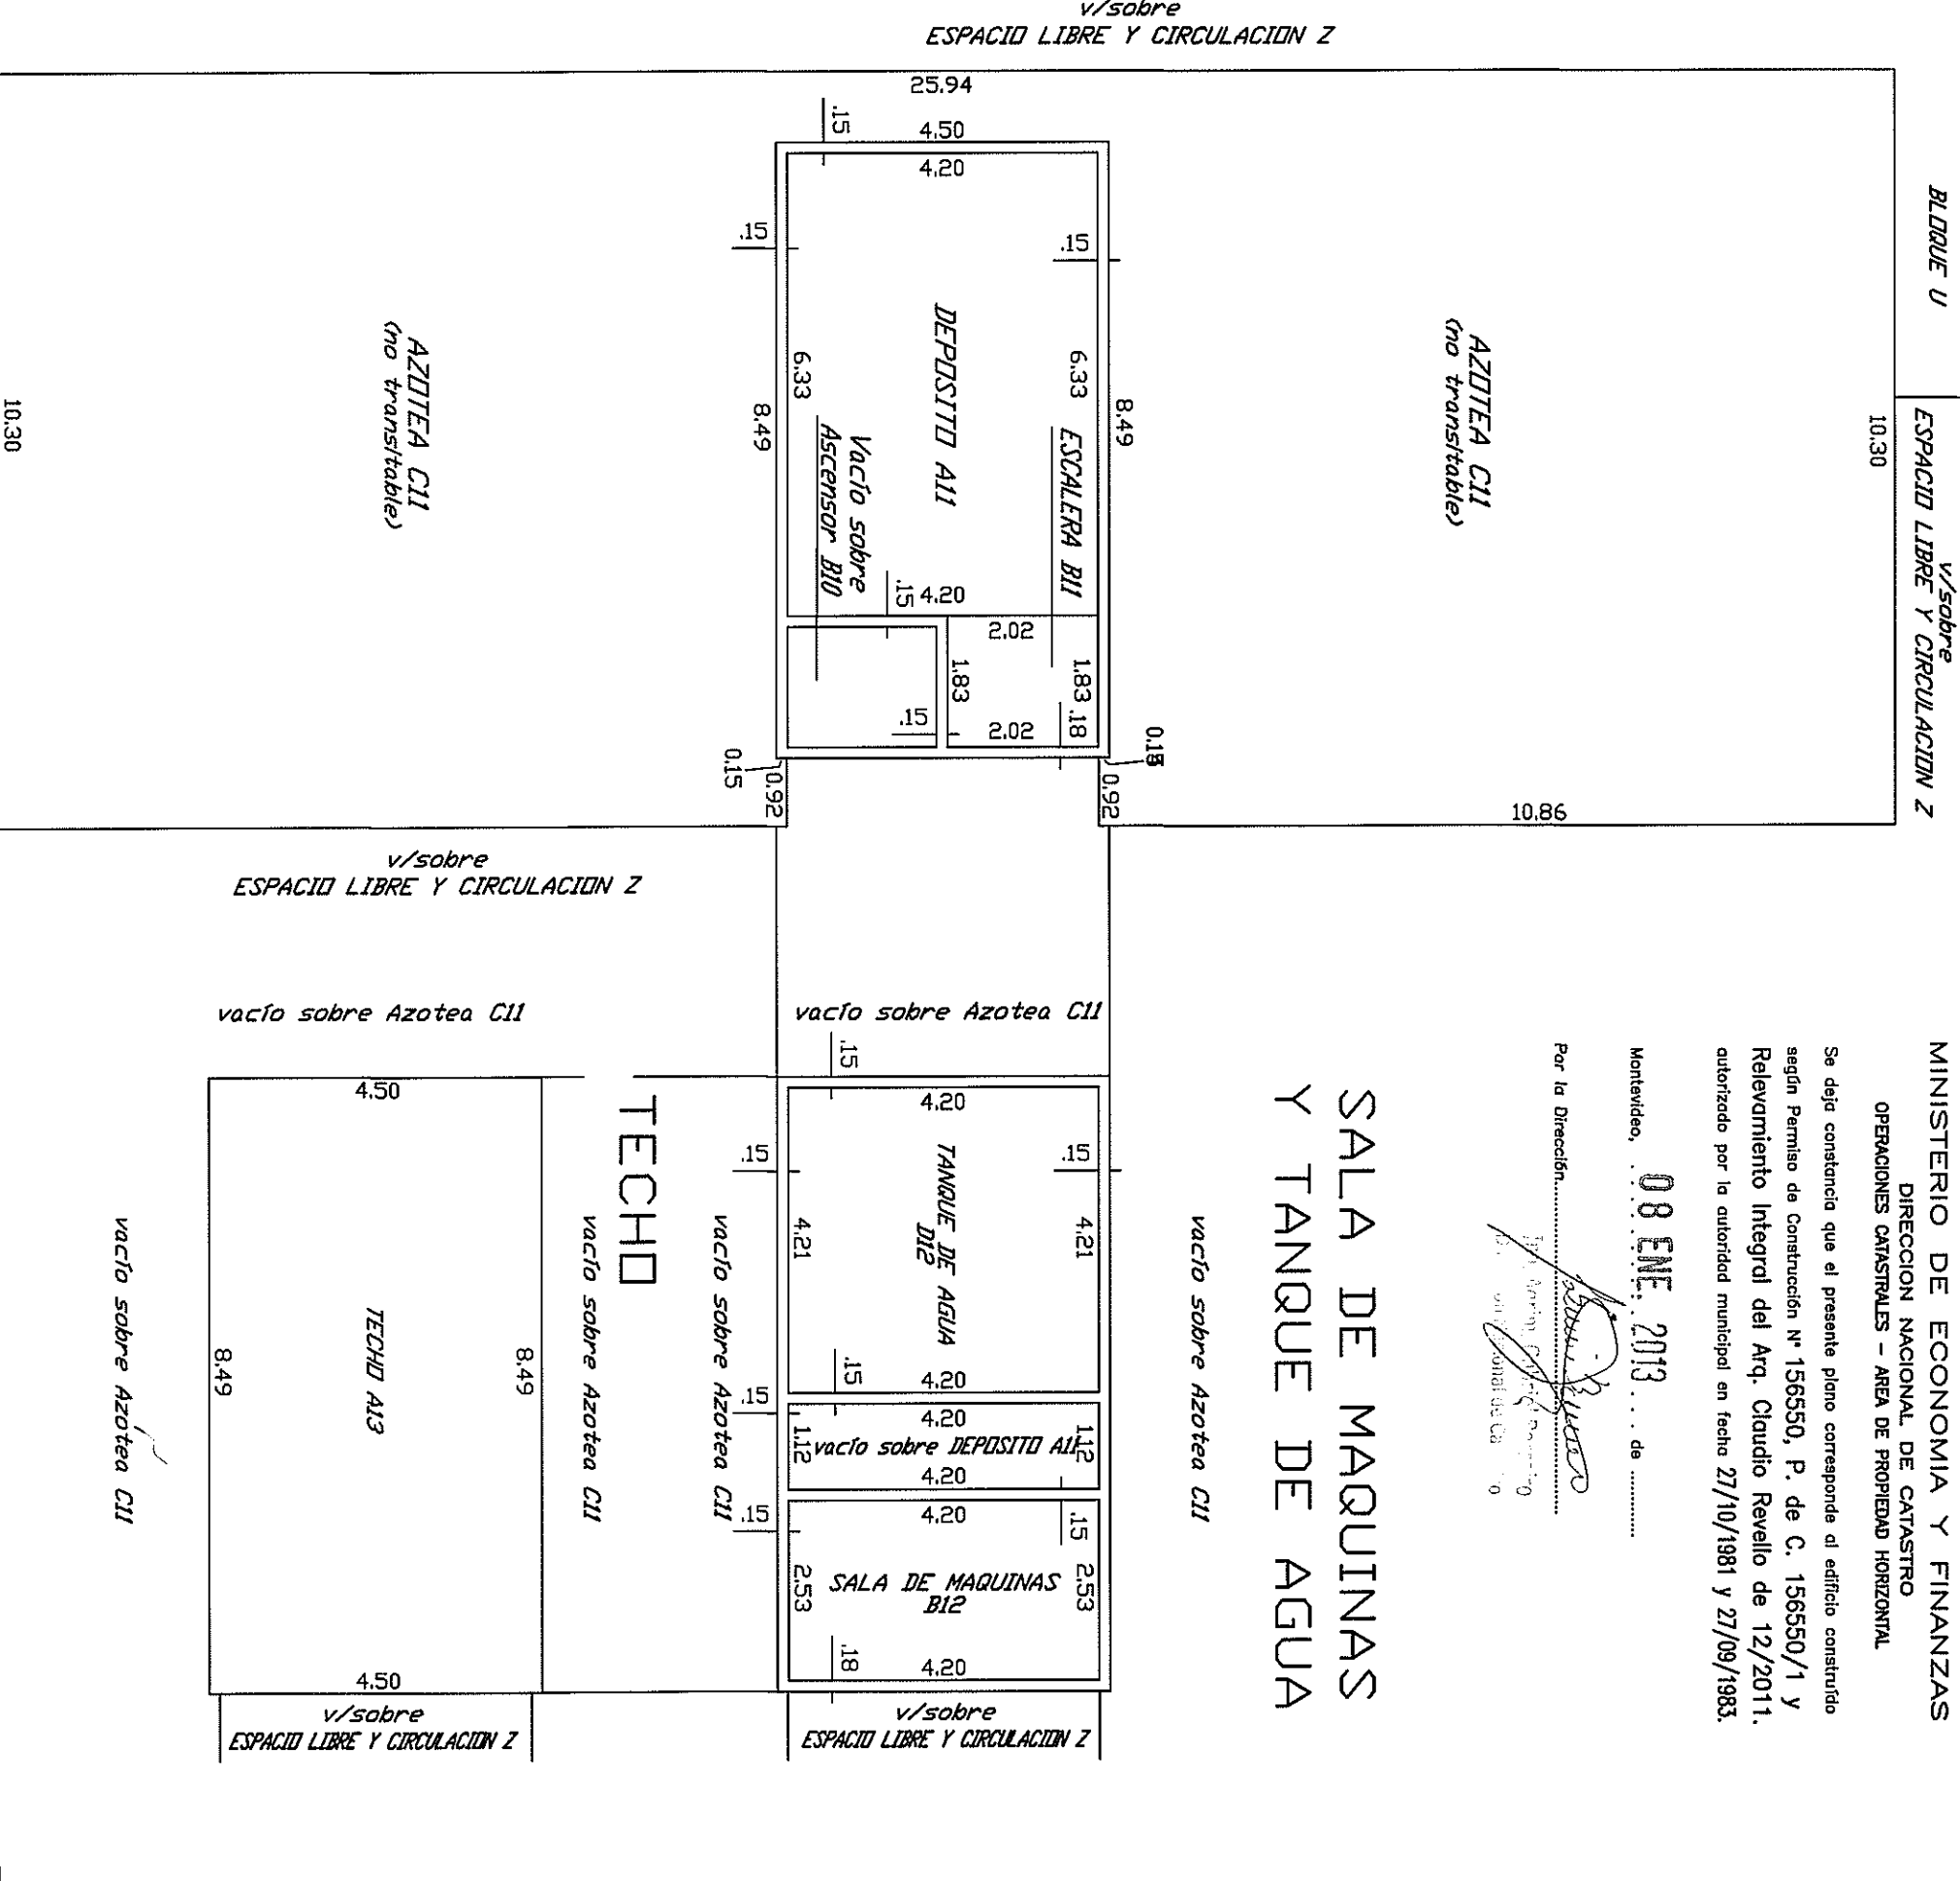 v/sobre
ESPACIO LIBRE Y CIRCULACION Z
25.94
.15
4.50
4.20
.15
.15
DEPOSITO A11
6.33
6.33
8.49
8.49
ESCALERA B11
Vacío sobre
Ascensor B10
.15
4.20
2.02
1.83
1.83
.18
.15
2.02
0.15
0.15
0.92
0.92
AZOTEA C11
(no transitable)
10.30
AZOTEA C11
(no transitable)
10.30
10.86
BLOQUE U
v/sobre
ESPACIO LIBRE Y CIRCULACION Z
v/sobre
ESPACIO LIBRE Y CIRCULACION Z
MINISTERIO DE ECONOMIA Y FINANZAS
DIRECCION NACIONAL DE CATASTRO
OPERACIONES CATASTRALES - AREA DE PROPIEDAD HORIZONTAL
Se deja constancia que el presente plano corresponde al edificio construído
según Permiso de Construcción Nº 156550, P. de C. 156550/1 y
Relevamiento Integral del Arq. Claudio Revello de 12/2011.
autorizado por la autoridad municipal en fecha 27/10/1981 y 27/09/1983.
Montevideo, 08 ENE. 2013 de
Por la Dirección
SALA DE MAQUINAS
Y TANQUE DE AGUA
vacío sobre Azotea C11
vacío sobre Azotea C11
.15
4.20
.15
.15
TANQUE DE AGUA
D12
4.21
4.21
.15
4.20
.15
4.20
1.12
1.12
vacío sobre DEPOSITO A11
4.20
.15
4.20
.15
2.53
2.53
SALA DE MAQUINAS
B12
.18
4.20
v/sobre
ESPACIO LIBRE Y CIRCULACION Z
vacío sobre Azotea C11
TECHO
vacío sobre Azotea C11
vacío sobre Azotea C11
4.50
TECHO A13
8.49
8.49
4.50
v/sobre
ESPACIO LIBRE Y CIRCULACION Z
vacío sobre Azotea C11